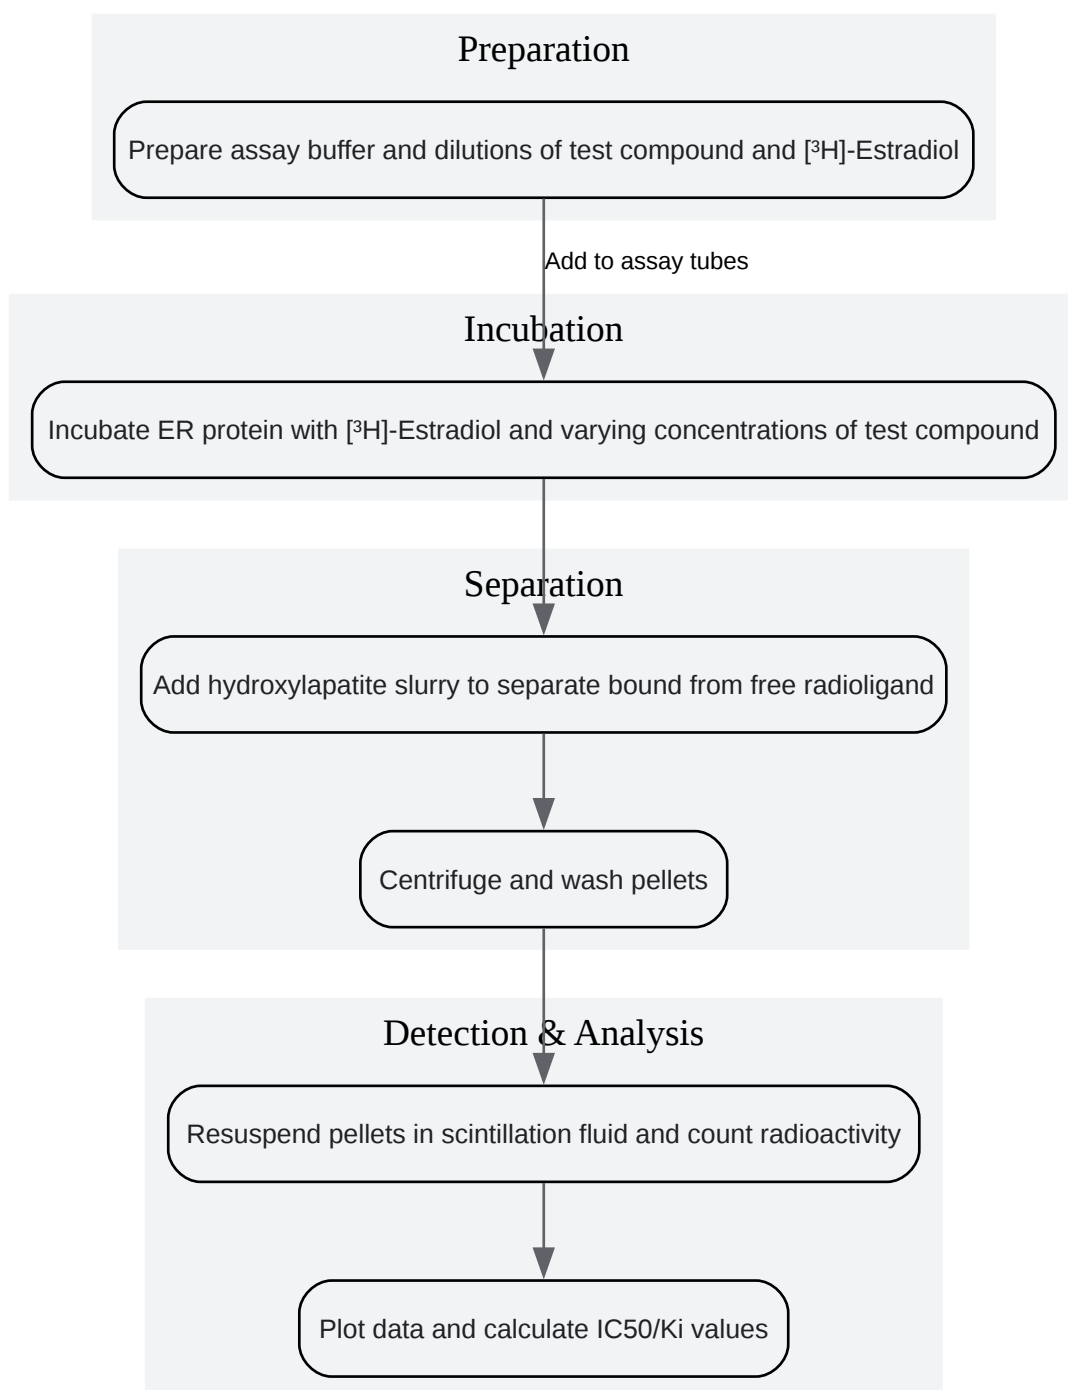 Preparation
Prepare assay buffer and dilutions of test compound and [³H]-Estradiol
Add to assay tubes
Incubation
Incubate ER protein with [³H]-Estradiol and varying concentrations of test compound
Separation
Add hydroxylapatite slurry to separate bound from free radioligand
Centrifuge and wash pellets
Detection & Analysis
Resuspend pellets in scintillation fluid and count radioactivity
Plot data and calculate IC50/Ki values